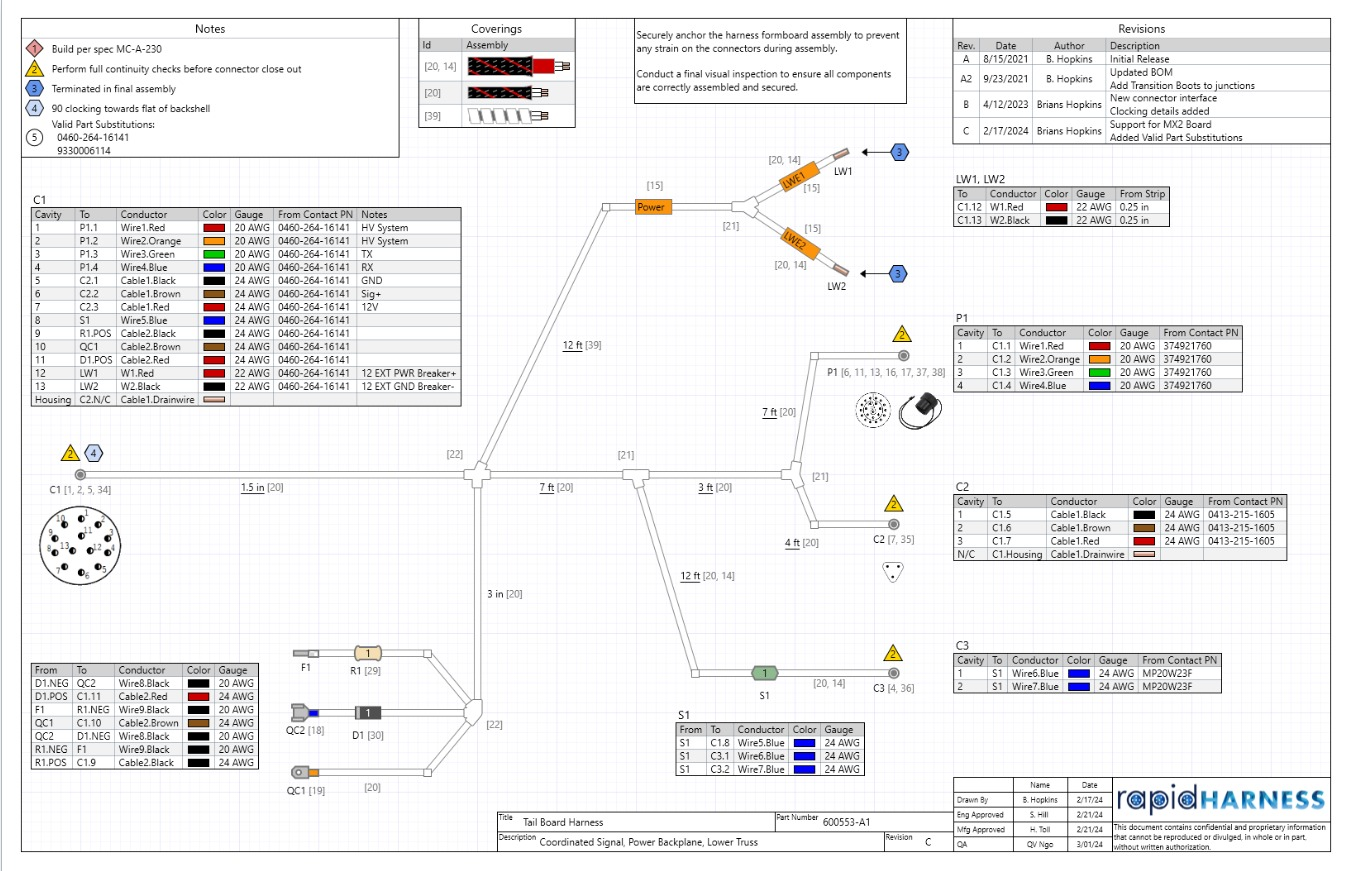 Notes
1 Build per spec MC-A-230
2 Perform full continuity checks before connector close out
3 Terminated in final assembly
4 90 clocking towards flat of backshell
Valid Part Substitutions:
5 0460-264-16141
9330006114
Coverings
Id Assembly
[20, 14]
[20]
[39]
Securely anchor the harness formboard assembly to prevent
any strain on the connectors during assembly.
Conduct a final visual inspection to ensure all components
are correctly assembled and secured.
Revisions
Rev. Date Author Description
A 8/15/2021 B. Hopkins Initial Release
A2 9/23/2021 B. Hopkins Updated BOM
Add Transition Boots to junctions
B 4/12/2023 Brians Hopkins New connector interface
Clocking details added
C 2/17/2024 Brians Hopkins Support for MX2 Board
Added Valid Part Substitutions
C1
Cavity To Conductor Color Gauge From Contact PN Notes
1 P1.1 Wire1.Red 20 AWG 0460-264-16141 HV System
2 P1.2 Wire2.Orange 20 AWG 0460-264-16141 HV System
3 P1.3 Wire3.Green 20 AWG 0460-264-16141 TX
4 P1.4 Wire4.Blue 20 AWG 0460-264-16141 RX
5 C2.1 Cable1.Black 24 AWG 0460-264-16141 GND
6 C2.2 Cable1.Brown 24 AWG 0460-264-16141 Sig+
7 C2.3 Cable1.Red 24 AWG 0460-264-16141 12V
8 S1 Wire5.Blue 24 AWG 0460-264-16141
9 R1.POS Cable2.Black 24 AWG 0460-264-16141
10 QC1 Cable2.Brown 24 AWG 0460-264-16141
11 D1.POS Cable2.Red 24 AWG 0460-264-16141
12 LW1 W1.Red 22 AWG 0460-264-16141 12 EXT PWR Breaker+
13 LW2 W2.Black 22 AWG 0460-264-16141 12 EXT GND Breaker-
Housing C2.N/C Cable1.Drainwire
[15]
Power
[21]
[20, 14]
LWE1
[15]
LW1
3
[15]
LWE2
[20, 14]
LW2
3
LW1, LW2
To Conductor Color Gauge From Strip
C1.12 W1.Red 22 AWG 0.25 in
C1.13 W2.Black 22 AWG 0.25 in
12 ft [39]
P1
Cavity To Conductor Color Gauge From Contact PN
1 C1.1 Wire1.Red 20 AWG 374921760
2 C1.2 Wire2.Orange 20 AWG 374921760
3 C1.3 Wire3.Green 20 AWG 374921760
4 C1.4 Wire4.Blue 20 AWG 374921760
2
P1 [6, 11, 13, 16, 17, 37, 38]
7 ft [20]
2 4
C1 [1, 2, 5, 34]
1.5 in [20]
[22]
7 ft [20]
[21]
3 ft [20]
[21]
4 ft [20]
2
C2 [7, 35]
10 1 2
9 11 3
8 13 12 4
7 6 5
C2
Cavity To Conductor Color Gauge From Contact PN
1 C1.5 Cable1.Black 24 AWG 0413-215-1605
2 C1.6 Cable1.Brown 24 AWG 0413-215-1605
3 C1.7 Cable1.Red 24 AWG 0413-215-1605
N/C C1.Housing Cable1.Drainwire
12 ft [20, 14]
3 in [20]
1
S1
[20, 14]
2
C3 [4, 36]
C3
Cavity To Conductor Color Gauge From Contact PN
1 S1 Wire6.Blue 24 AWG MP20W23F
2 S1 Wire7.Blue 24 AWG MP20W23F
From To Conductor Color Gauge
D1.NEG QC2 Wire8.Black 20 AWG
D1.POS C1.11 Cable2.Red 24 AWG
F1 R1.NEG Wire9.Black 20 AWG
QC1 C1.10 Cable2.Brown 24 AWG
QC2 D1.NEG Wire8.Black 20 AWG
R1.NEG F1 Wire9.Black 20 AWG
R1.POS C1.9 Cable2.Black 24 AWG
F1
1
R1 [29]
QC2 [18]
1
D1 [30]
[22]
QC1 [19]
[20]
S1
From To Conductor Color Gauge
S1 C1.8 Wire5.Blue 24 AWG
S1 C3.1 Wire6.Blue 24 AWG
S1 C3.2 Wire7.Blue 24 AWG
Title Tail Board Harness
Part Number 600553-A1
Description Coordinated Signal, Power Backplane, Lower Truss
Revision C
Name Date
Drawn By B. Hopkins 2/17/24
Eng Approved S. Hill 2/21/24
Mfg Approved H. Toll 2/21/24
QA QV Ngo 3/01/24
rapidHARNESS
This document contains confidential and proprietary information
that cannot be reproduced or divulged, in whole or in part,
without written authorization.